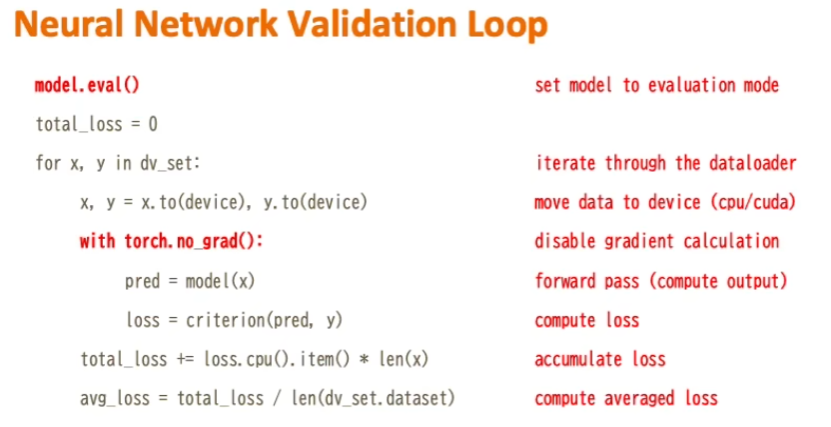 Neural Network Validation Loop
model.eval() set model to evaluation mode
total_loss = 0
for x, y in dv_set: iterate through the dataloader
x, y = x.to(device), y.to(device) move data to device (cpu/cuda)
with torch.no_grad(): disable gradient calculation
pred = model(x) forward pass (compute output)
loss = criterion(pred, y) compute loss
total_loss += loss.cpu().item() * len(x) accumulate loss
avg_loss = total_loss / len(dv_set.dataset) compute averaged loss